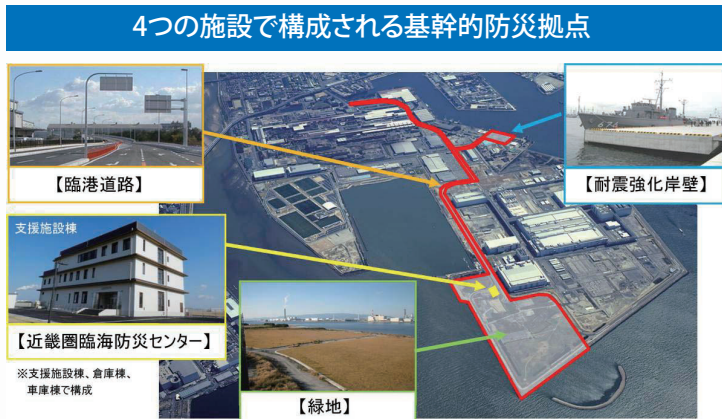 4つの施設で構成される基幹的防災拠点
【臨港道路】
【耐震強化岸壁】
支援施設棟
【近畿圏臨海防災センター】
※支援施設棟、倉庫棟、
車庫棟で構成
【緑地】